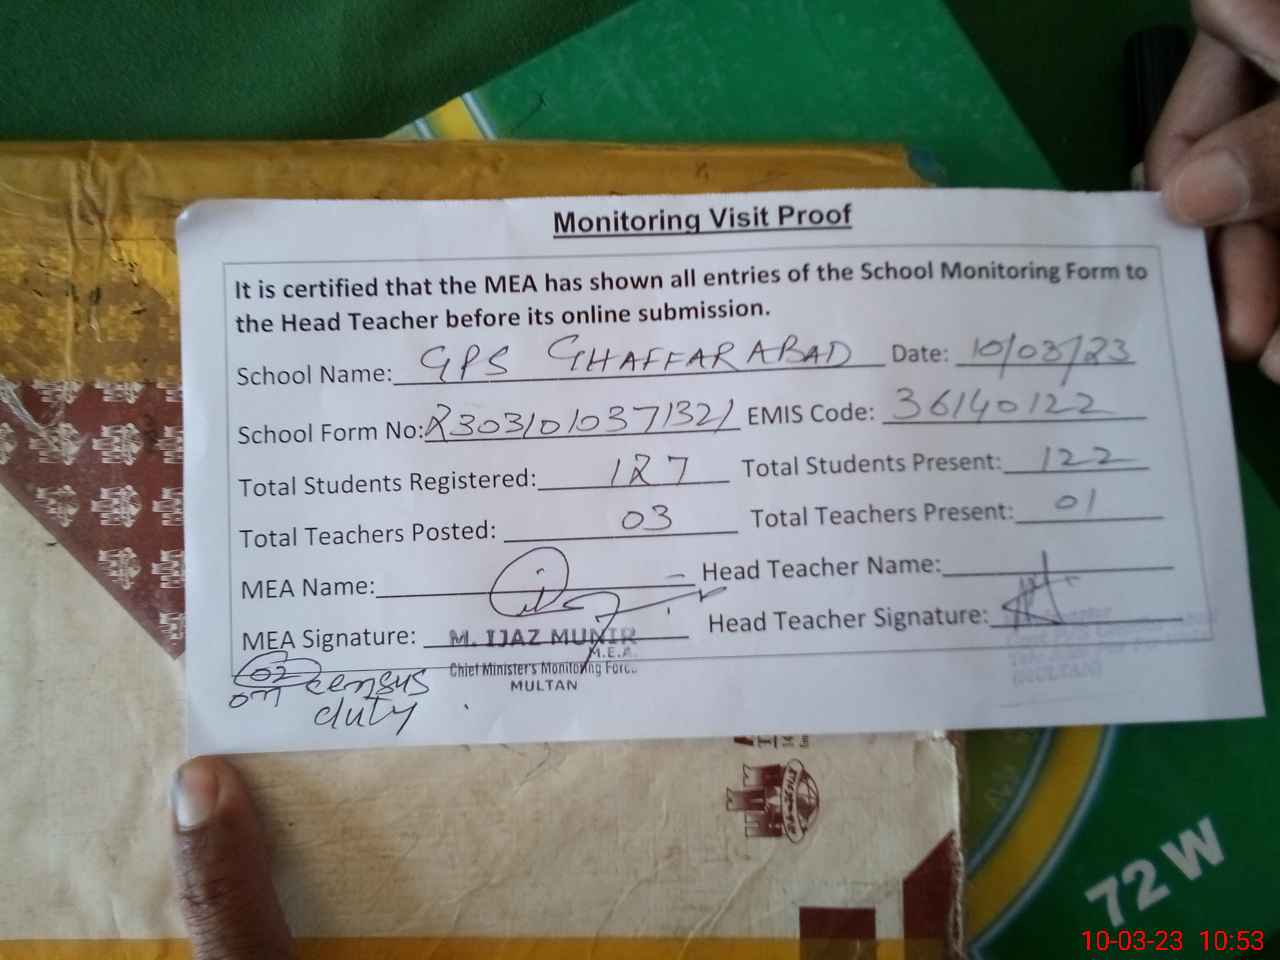 Monitoring Visit Proof
It is certified that the MEA has shown all entries of the School Monitoring Form to
the Head Teacher before its online submission.
School Name: GPS GHAFFARABAD Date: 10/03/23
School Form No: R303101037132/ EMIS Code: 36140122
Total Students Registered: 127 Total Students Present: 122
Total Teachers Posted: 03 Total Teachers Present: 01
MEA Name: Head Teacher Name:
MEA Signature: Head Teacher Signature:
M. IJAZ MUNIR
M.E.A.
Chief Minister's Monitoring Force
MULTAN
(MULTAN)
02 census
on duty
72 W
10-03-23 10:53